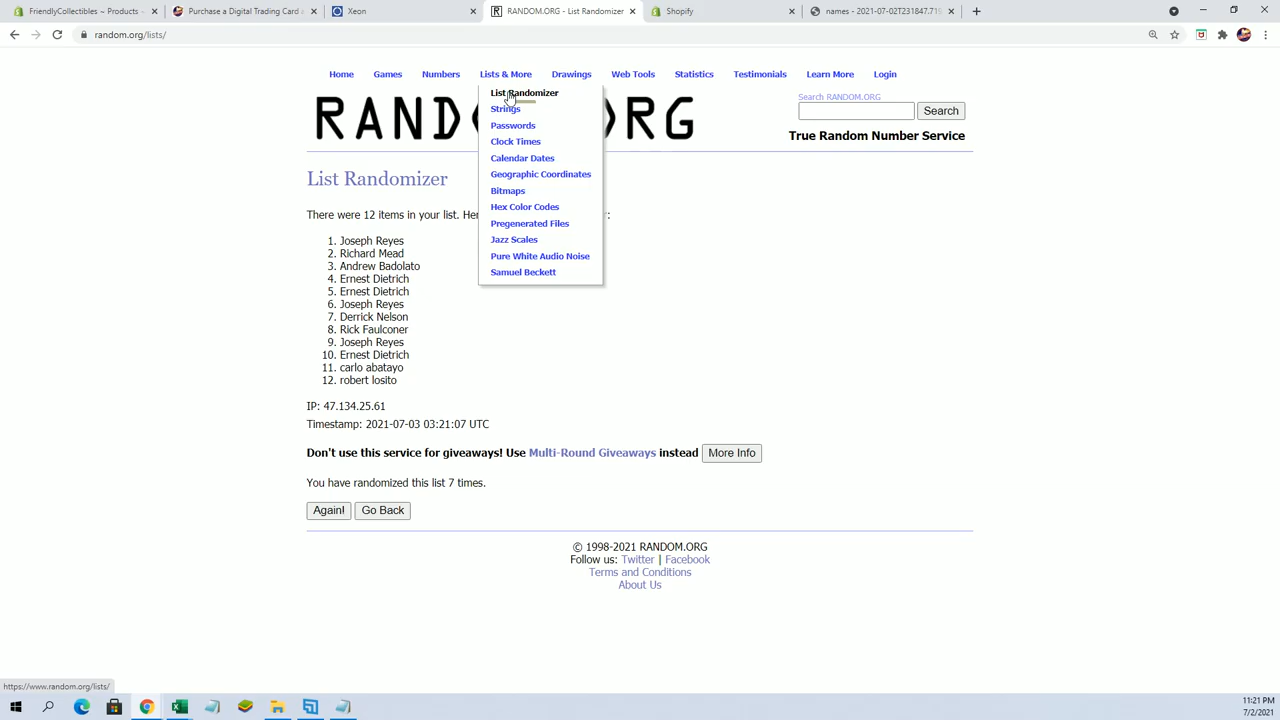 FriendlyCollectibles ~ Products
Purchase a Digital Trading Card
Xeon
RANDOM.ORG - List Randomizer
Shopify
names - 2021-07-02T231847.719
random.org/lists/
Home Games Numbers Lists & More Drawings Web Tools Statistics Testimonials Learn More Login
List Randomizer
Strings
Passwords
Clock Times
Calendar Dates
Geographic Coordinates
Bitmaps
Hex Color Codes
Pregenerated Files
Jazz Scales
Pure White Audio Noise
Samuel Beckett
Search RANDOM.ORG
Search
True Random Number Service
List Randomizer
There were 12 items in your list.
1. Joseph Reyes
2. Richard Mead
3. Andrew Badolato
4. Ernest Dietrich
5. Ernest Dietrich
6. Joseph Reyes
7. Derrick Nelson
8. Rick Faulconer
9. Joseph Reyes
10. Ernest Dietrich
11. carlo abatayo
12. robert losito
IP: 47.134.25.61
Timestamp: 2021-07-03 03:21:07 UTC
Don't use this service for giveaways! Use Multi-Round Giveaways instead More Info
You have randomized this list 7 times.
Again! Go Back
© 1998-2021 RANDOM.ORG
Follow us: Twitter | Facebook
Terms and Conditions
About Us
https://www.random.org/lists/
11:21 PM
7/2/2021